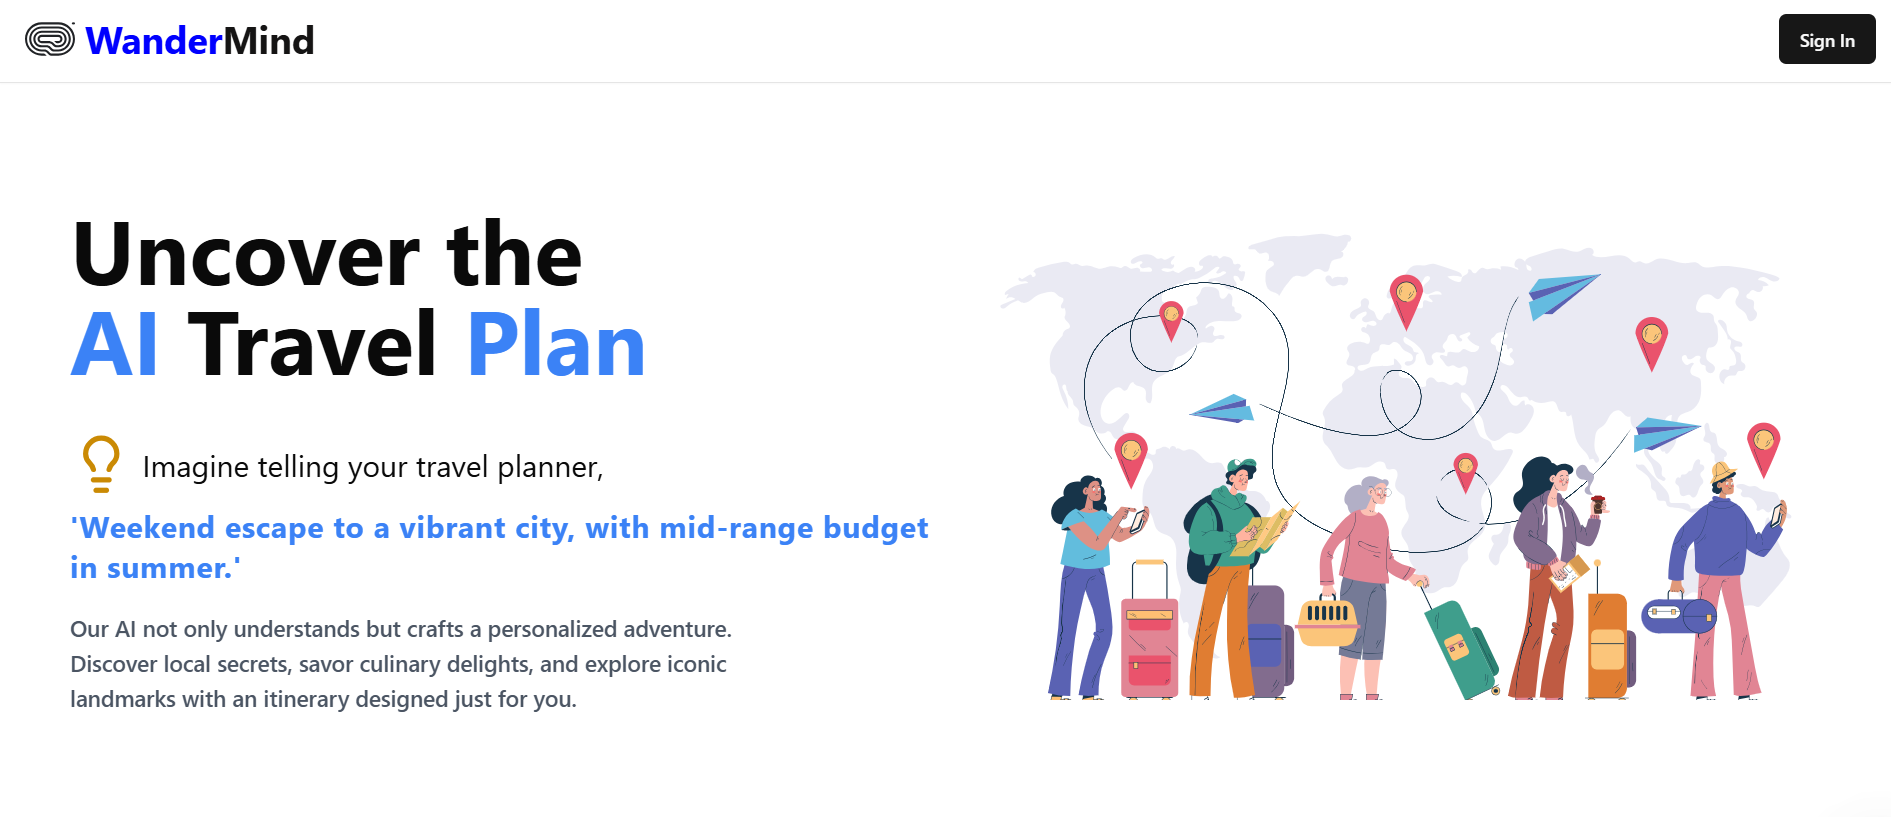 WanderMind
Sign In
Uncover the
AI Travel Plan
Imagine telling your travel planner,
'Weekend escape to a vibrant city, with mid-range budget
in summer.'
Our AI not only understands but crafts a personalized adventure.
Discover local secrets, savor culinary delights, and explore iconic
landmarks with an itinerary designed just for you.